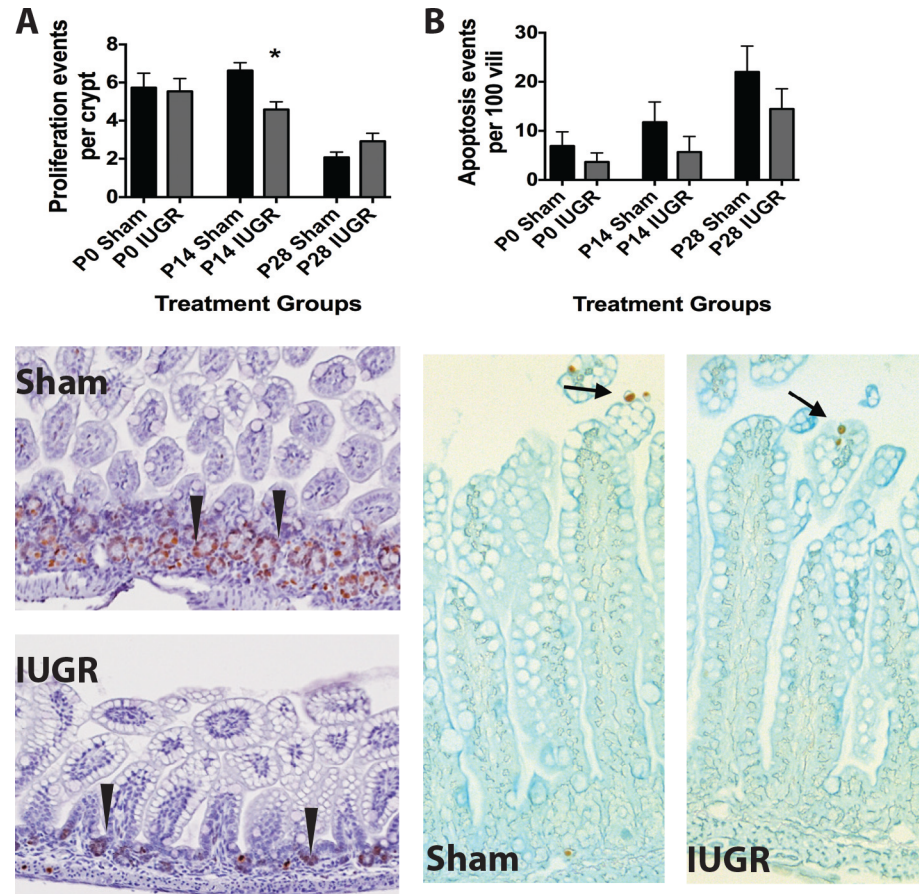 A
Proliferation events
per crypt
8
6
4
2
0
*
P0 Sham
P0 IUGR
P14 Sham
P14 IUGR
P28 Sham
P28 IUGR
Treatment Groups
B
Apoptosis events
per 100 vili
30
20
10
0
P0 Sham
P0 IUGR
P14 Sham
P14 IUGR
P28 Sham
P28 IUGR
Treatment Groups
Sham
IUGR
Sham
IUGR